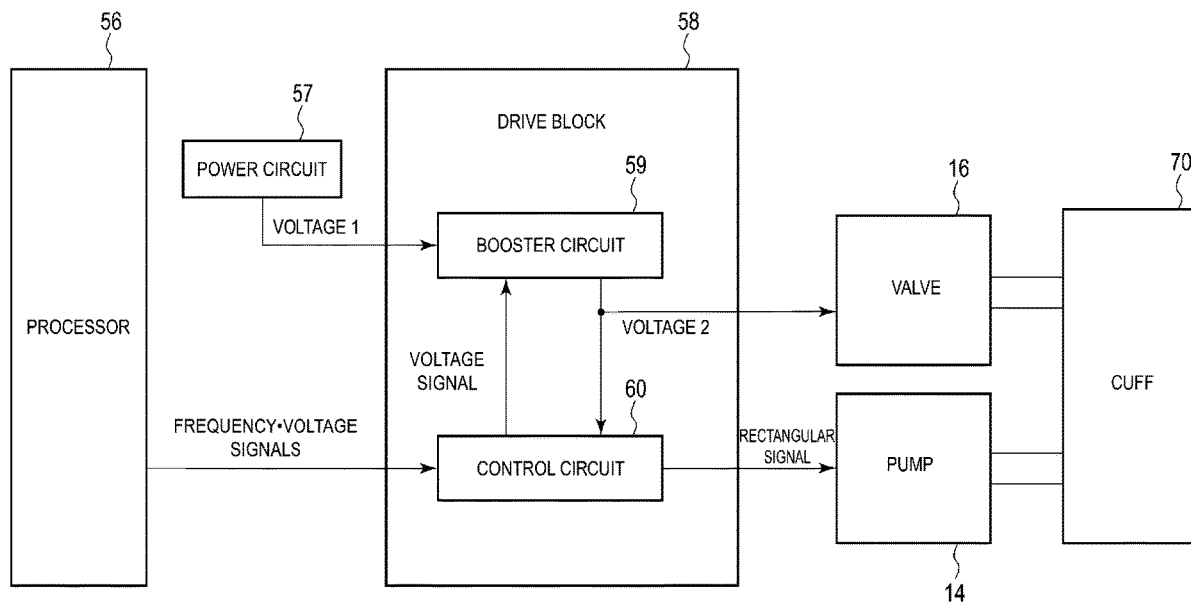 56
58
57
DRIVE BLOCK
POWER CIRCUIT
59
16
70
VOLTAGE 1
BOOSTER CIRCUIT
VALVE
PROCESSOR
VOLTAGE 2
VOLTAGE
SIGNAL
CUFF
60
FREQUENCY•VOLTAGE
SIGNALS
RECTANGULAR
SIGNAL
CONTROL CIRCUIT
PUMP
14